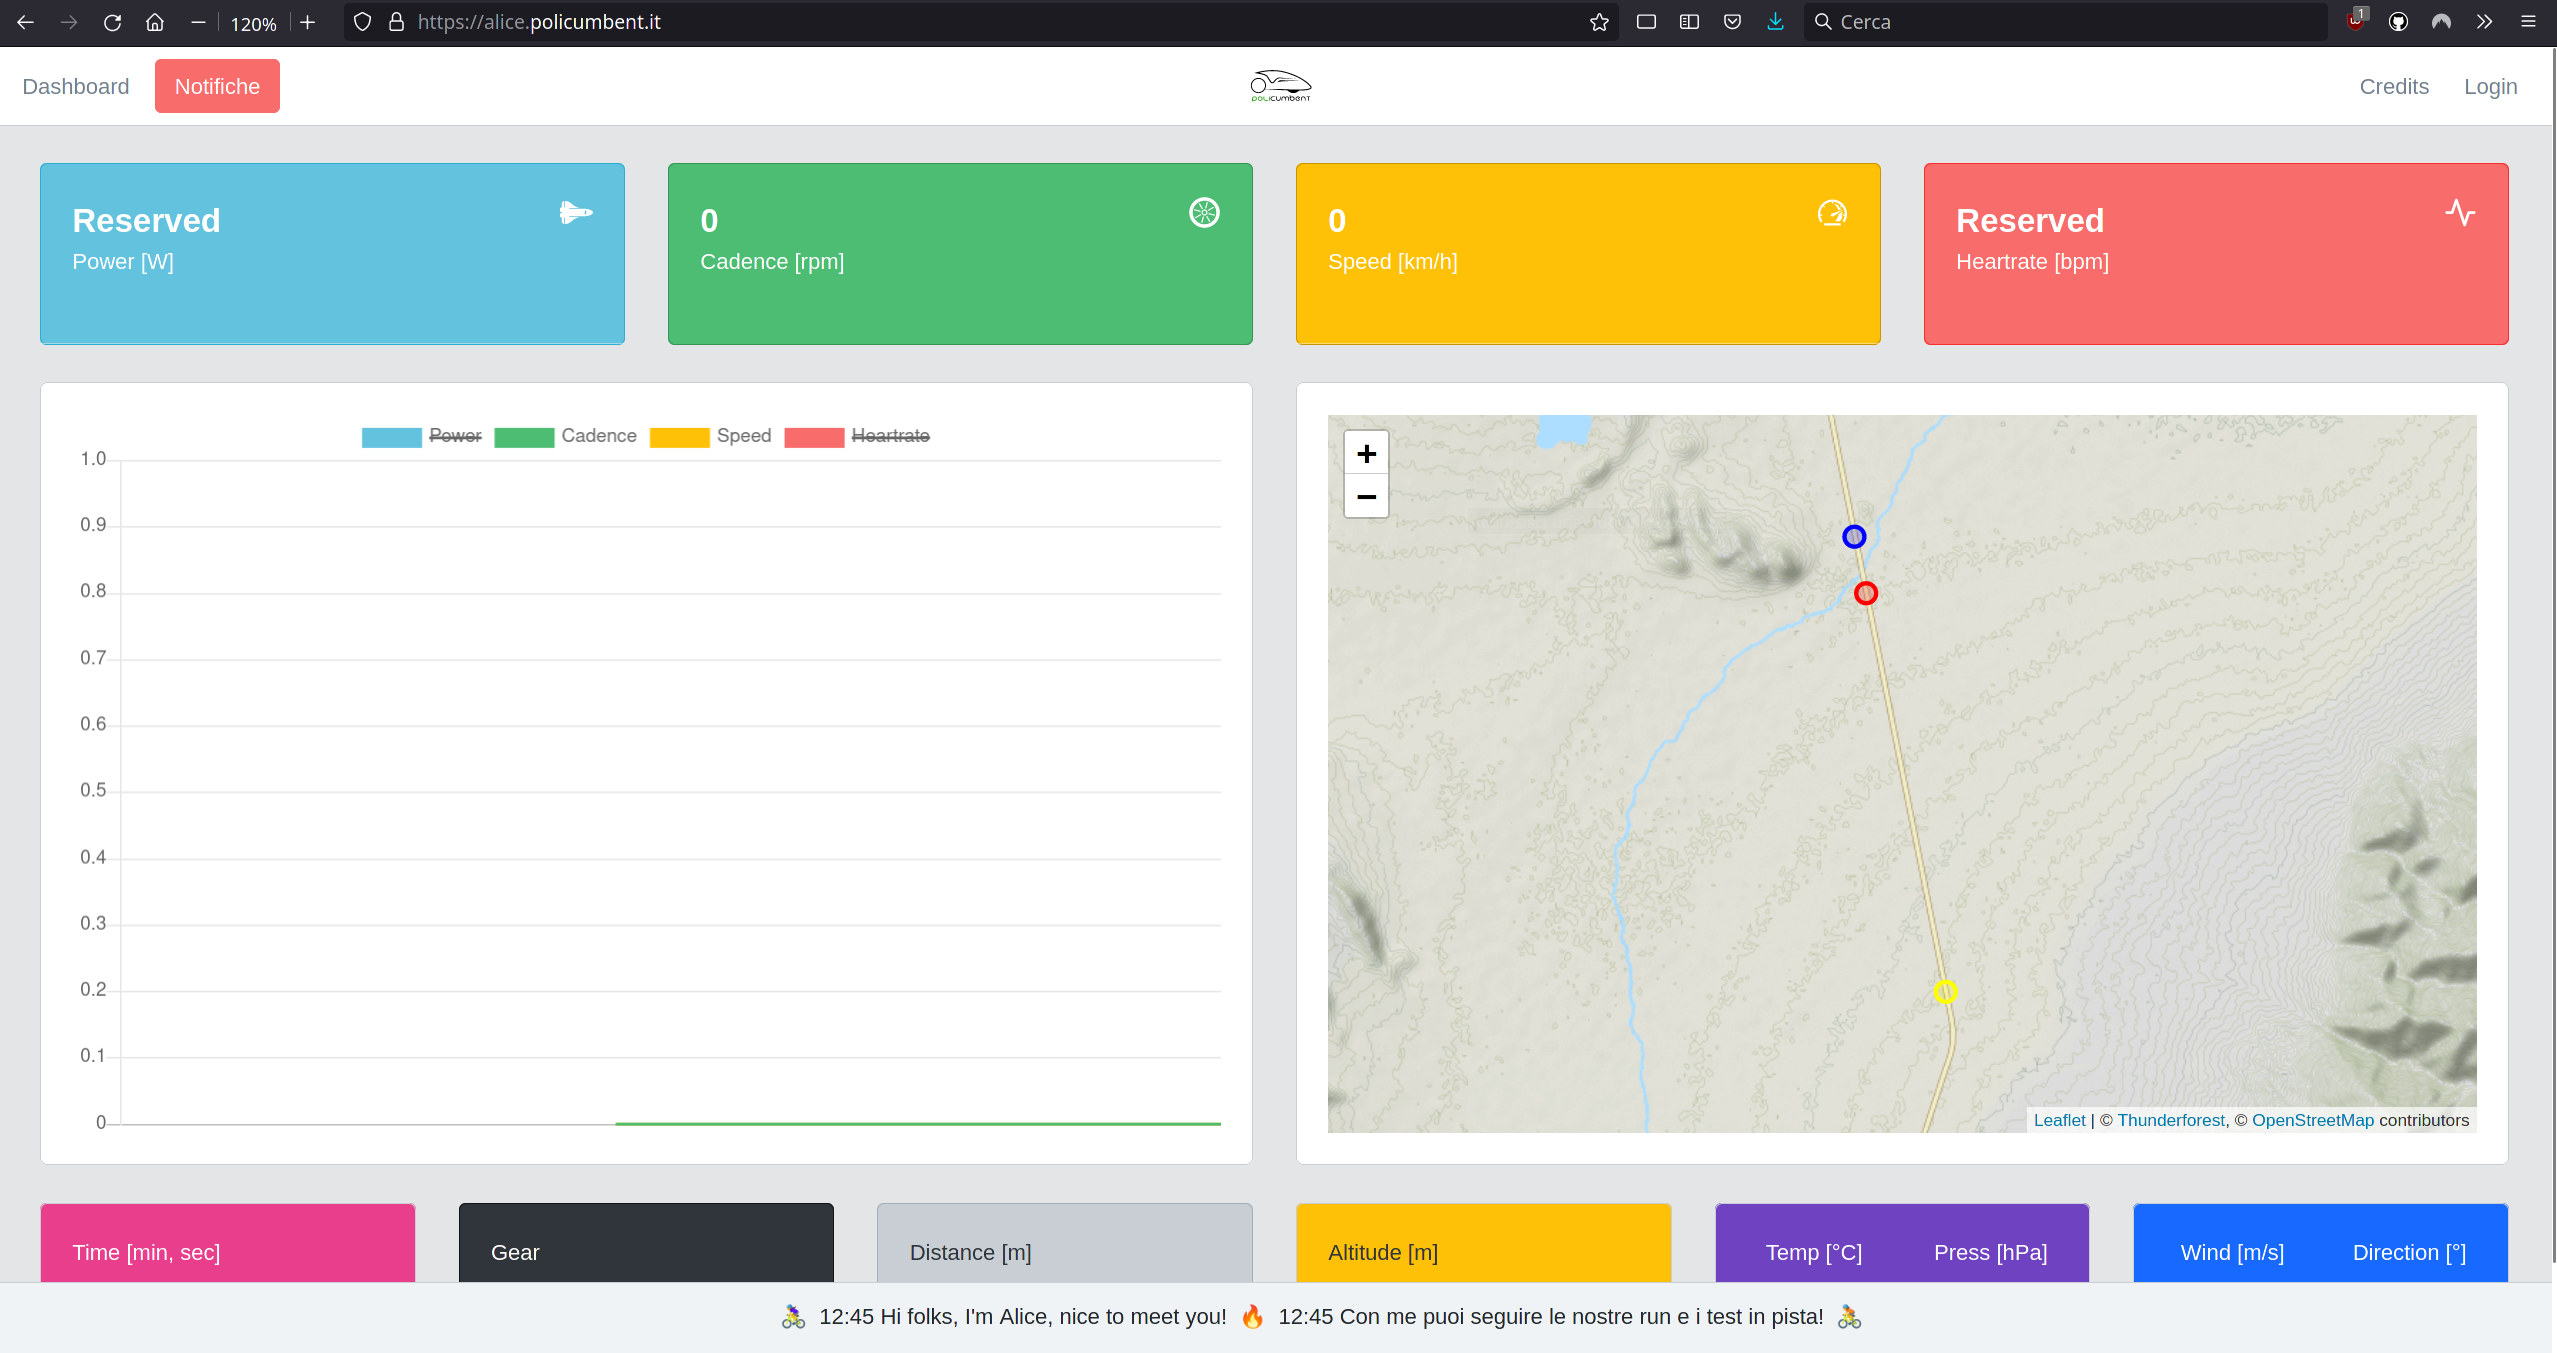 120%
https://alice.policumbent.it
Cerca
1
Dashboard
Notifiche
POLICUMBENT
Credits
Login
Reserved
Power [W]
0
Cadence [rpm]
0
Speed [km/h]
Reserved
Heartrate [bpm]
Power Cadence Speed Heartrate
1.0
0.9
0.8
0.7
0.6
0.5
0.4
0.3
0.2
0.1
0
+
−
Leaflet | © Thunderforest, © OpenStreetMap contributors
Time [min, sec]
Gear
Distance [m]
Altitude [m]
Temp [°C]
Press [hPa]
Wind [m/s]
Direction [°]
🚴‍♀️ 12:45 Hi folks, I'm Alice, nice to meet you! 🔥 12:45 Con me puoi seguire le nostre run e i test in pista! 🚴